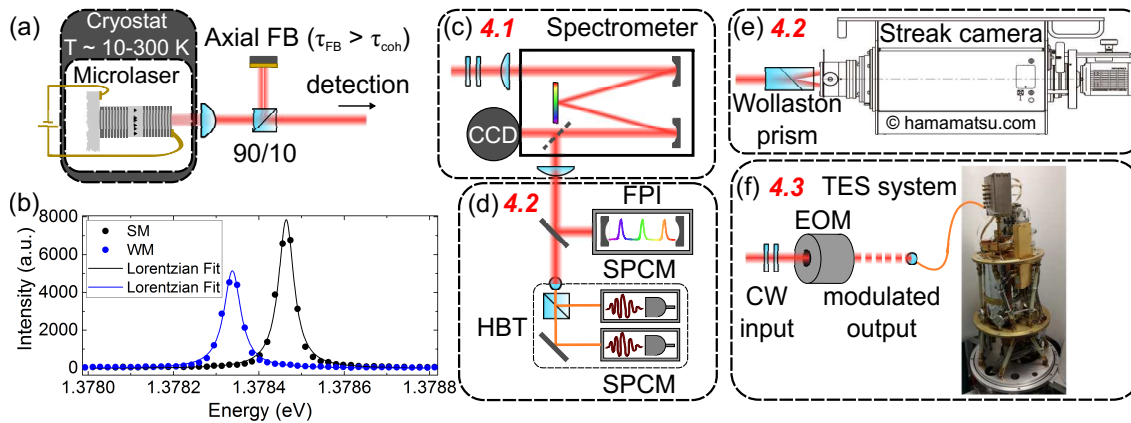 (a)
Cryostat
T ~ 10-300 K
Microlaser
Axial FB (τFB > τcoh)
detection
90/10
(b)
8000
6000
4000
2000
0
Intensity (a.u.)
SM
WM
Lorentzian Fit
Lorentzian Fit
1.3780 1.3782 1.3784 1.3786 1.3788
Energy (eV)
(c) 4.1 Spectrometer
CCD
(d) 4.2
FPI
SPCM
HBT
SPCM
(e) 4.2
Streak camera
Wollaston
prism
© hamamatsu.com
(f) 4.3 TES system
EOM
CW
input
modulated
output